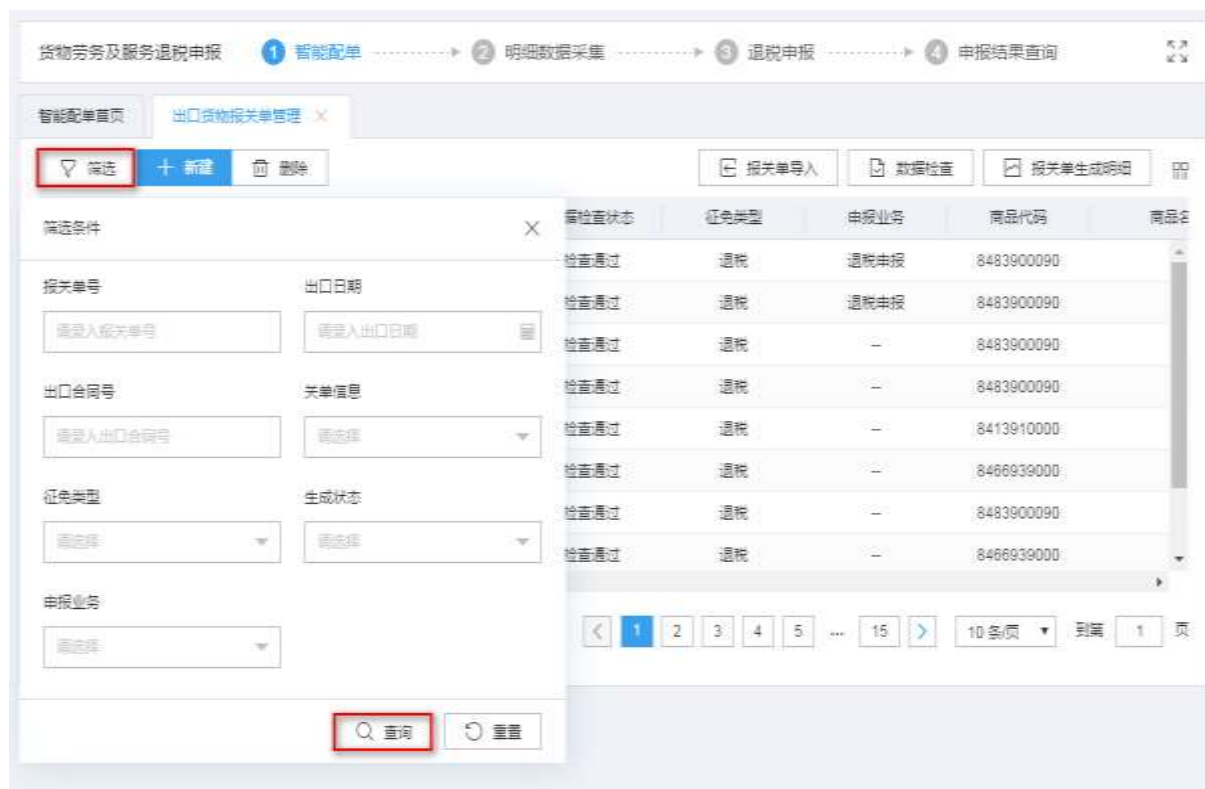 货物劳务及服务退税申报 1 智能配单 2 明细数据采集 3 退税申报 4 申报结果查询
智能配单首页 出口货物报关单管理 ×
筛选 + 新建 删除 报关单导入 数据检查 报关单生成明细
筛选条件 × 据检查状态 征免类型 申报业务 商品代码 商品名
检查通过 退税 退税申报 8483900090
报关单号 出口日期
检查通过 退税 退税申报 8483900090
请录入报关单号 请录入出口日期
检查通过 退税 -- 8483900090
出口合同号 关单信息
检查通过 退税 -- 8483900090
请录入出口合同号 请选择
检查通过 退税 -- 8413910000
检查通过 退税 -- 8466939000
征免类型 生成状态
检查通过 退税 -- 8483900090
请选择 请选择
检查通过 退税 -- 8466939000
申报业务
< 1 2 3 4 5 ... 15 > 10 条/页 到第 1 页
请选择
查询 重置